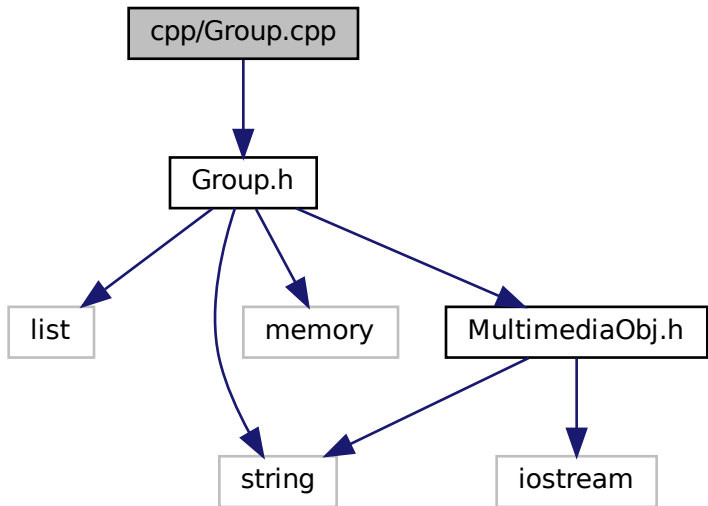 cpp/Group.cpp
Group.h
list
memory
MultimediaObj.h
string
iostream